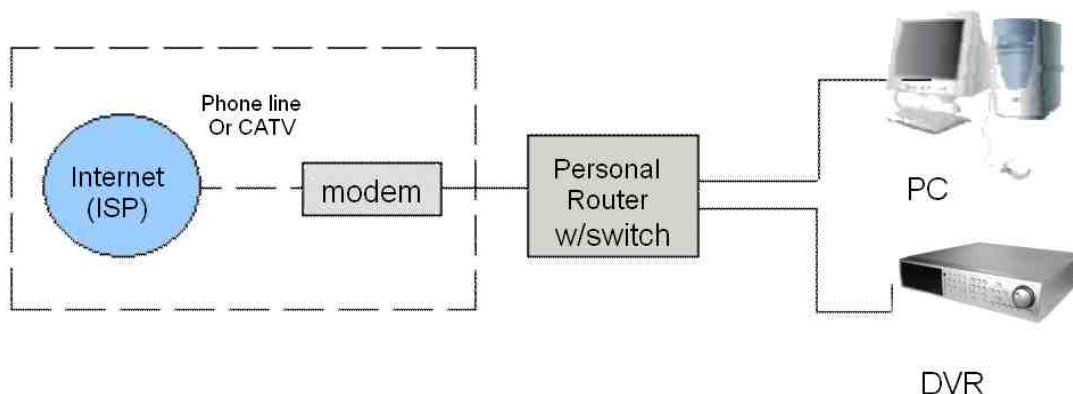 Phone line
Or CATV
Internet
(ISP)
modem
Personal
Router
w/switch
PC
DVR